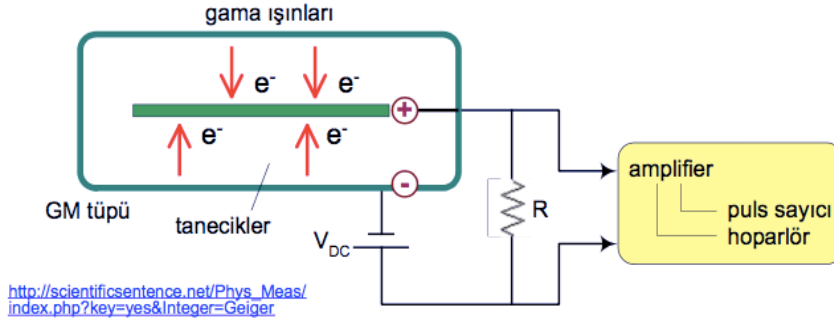 gama ışınları
e⁻ e⁻
+
e⁻ e⁻
-
GM tüpü
tanecikler
V_DC
R
amplifier
puls sayıcı
hoparlör
http://scientificsentence.net/Phys_Meas/
index.php?key=yes&Integer=Geiger